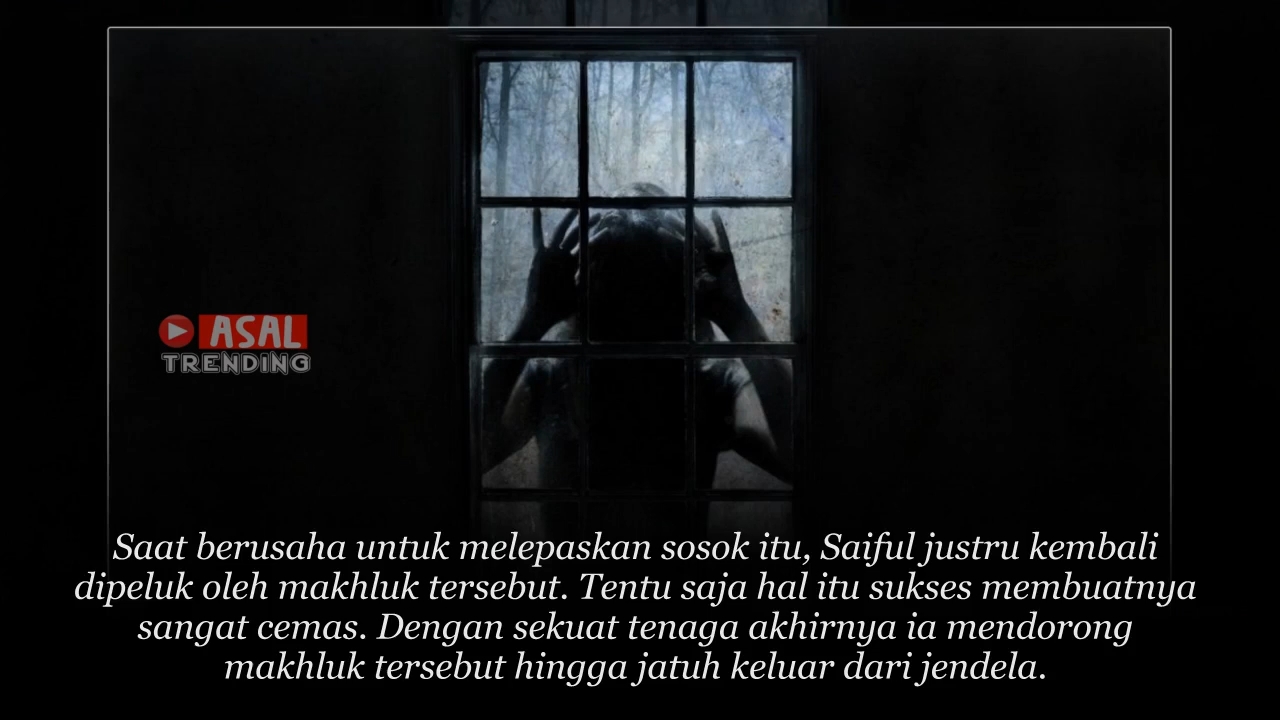 ASAL
TRENDING
Saat berusaha untuk melepaskan sosok itu, Saiful justru kembali
dipeluk oleh makhluk tersebut. Tentu saja hal itu sukses membuatnya
sangat cemas. Dengan sekuat tenaga akhirnya ia mendorong
makhluk tersebut hingga jatuh keluar dari jendela.